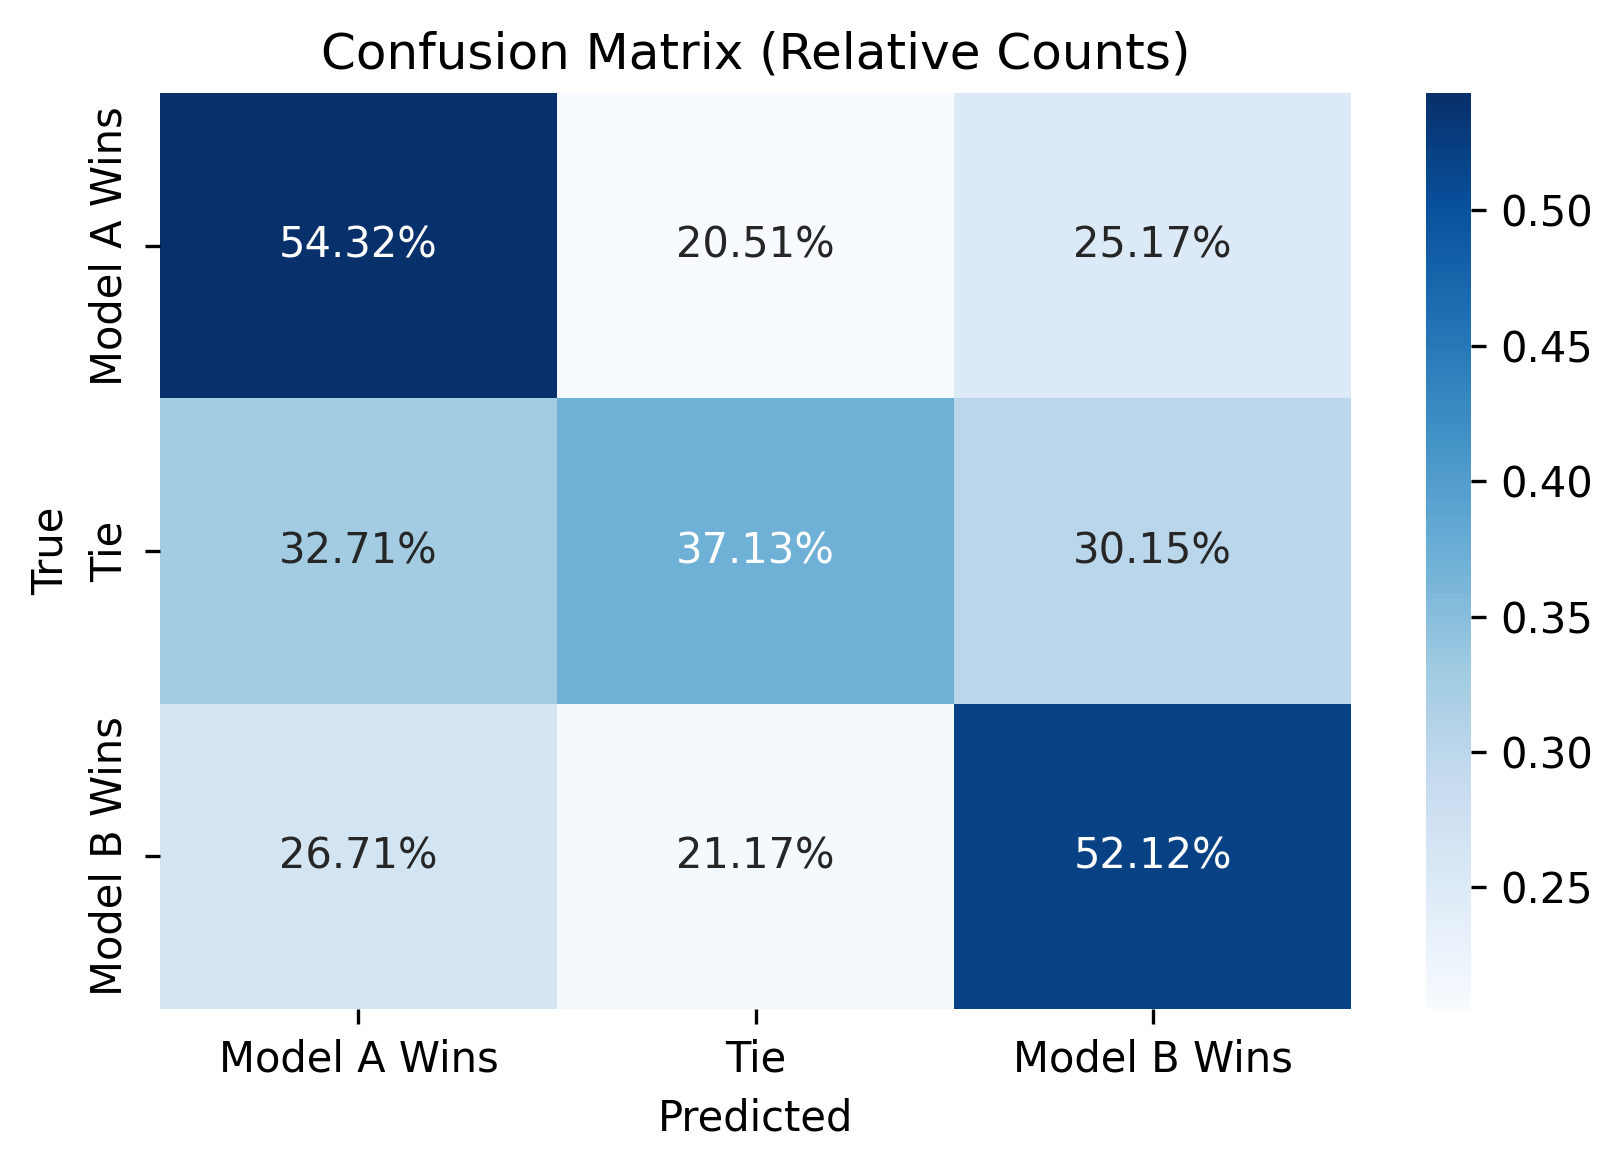 Confusion Matrix (Relative Counts)
Model A Wins
54.32%
20.51%
25.17%
True
Tie
32.71%
37.13%
30.15%
Model B Wins
26.71%
21.17%
52.12%
Model A Wins
Tie
Model B Wins
Predicted
0.50
0.45
0.40
0.35
0.30
0.25